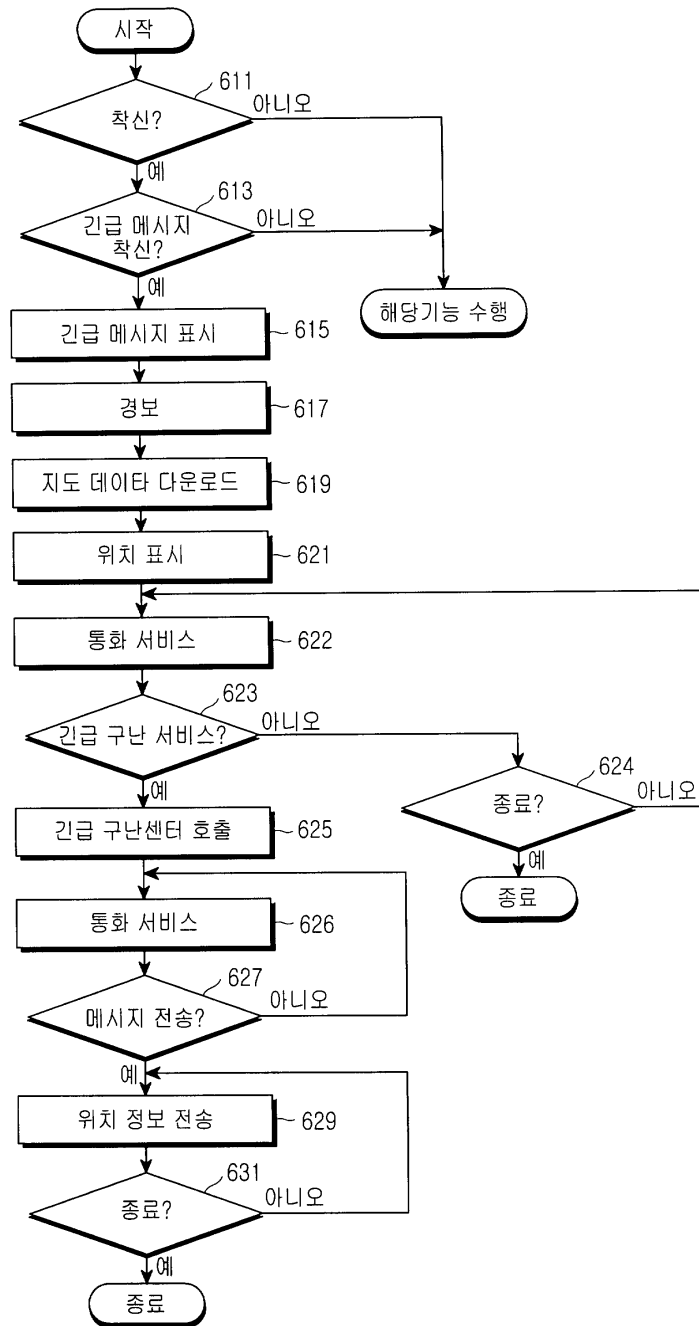 시작
611
착신?
아니오
예
613
긴급 메시지
착신?
아니오
예
해당기능 수행
긴급 메시지 표시
615
경보
617
지도 데이타 다운로드
619
위치 표시
621
통화 서비스
622
623
긴급 구난 서비스?
아니오
예
624
종료?
아니오
예
종료
긴급 구난센터 호출
625
통화 서비스
626
627
메시지 전송?
아니오
예
위치 정보 전송
629
631
종료?
아니오
예
종료